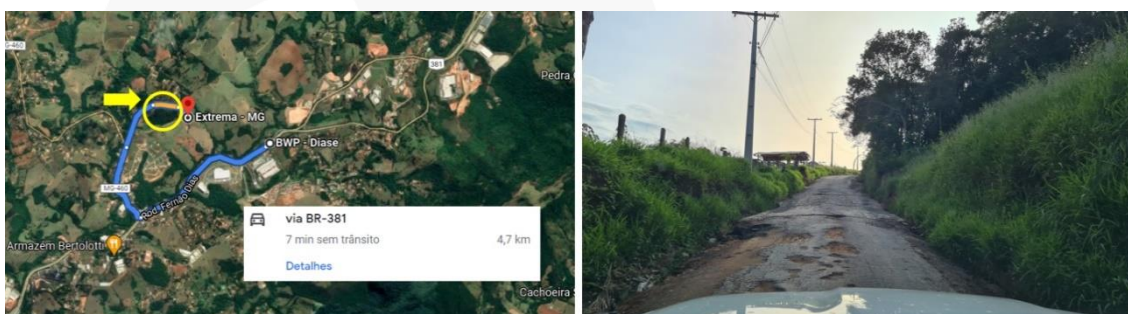 381
Pedra
Extrema - MG
BWP - Diase
MG-460
Rod. Fernão Dias
via BR-381
7 min sem trânsito
4,7 km
Detalhes
Armazém Bertolotti
Cachoeira